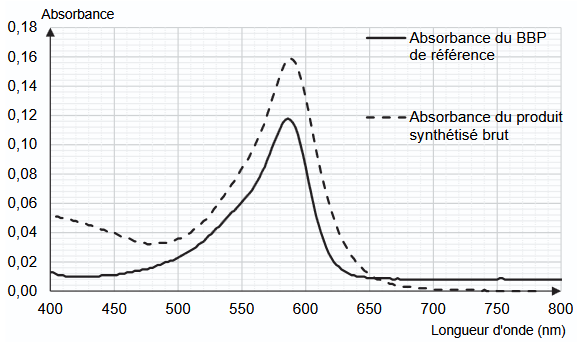 Absorbance
0,18
0,16
0,14
0,12
0,10
0,08
0,06
0,04
0,02
0,00
Absorbance du BBP
de référence
Absorbance du produit
synthétisé brut
400 450 500 550 600 650 700 750 800
Longueur d'onde (nm)